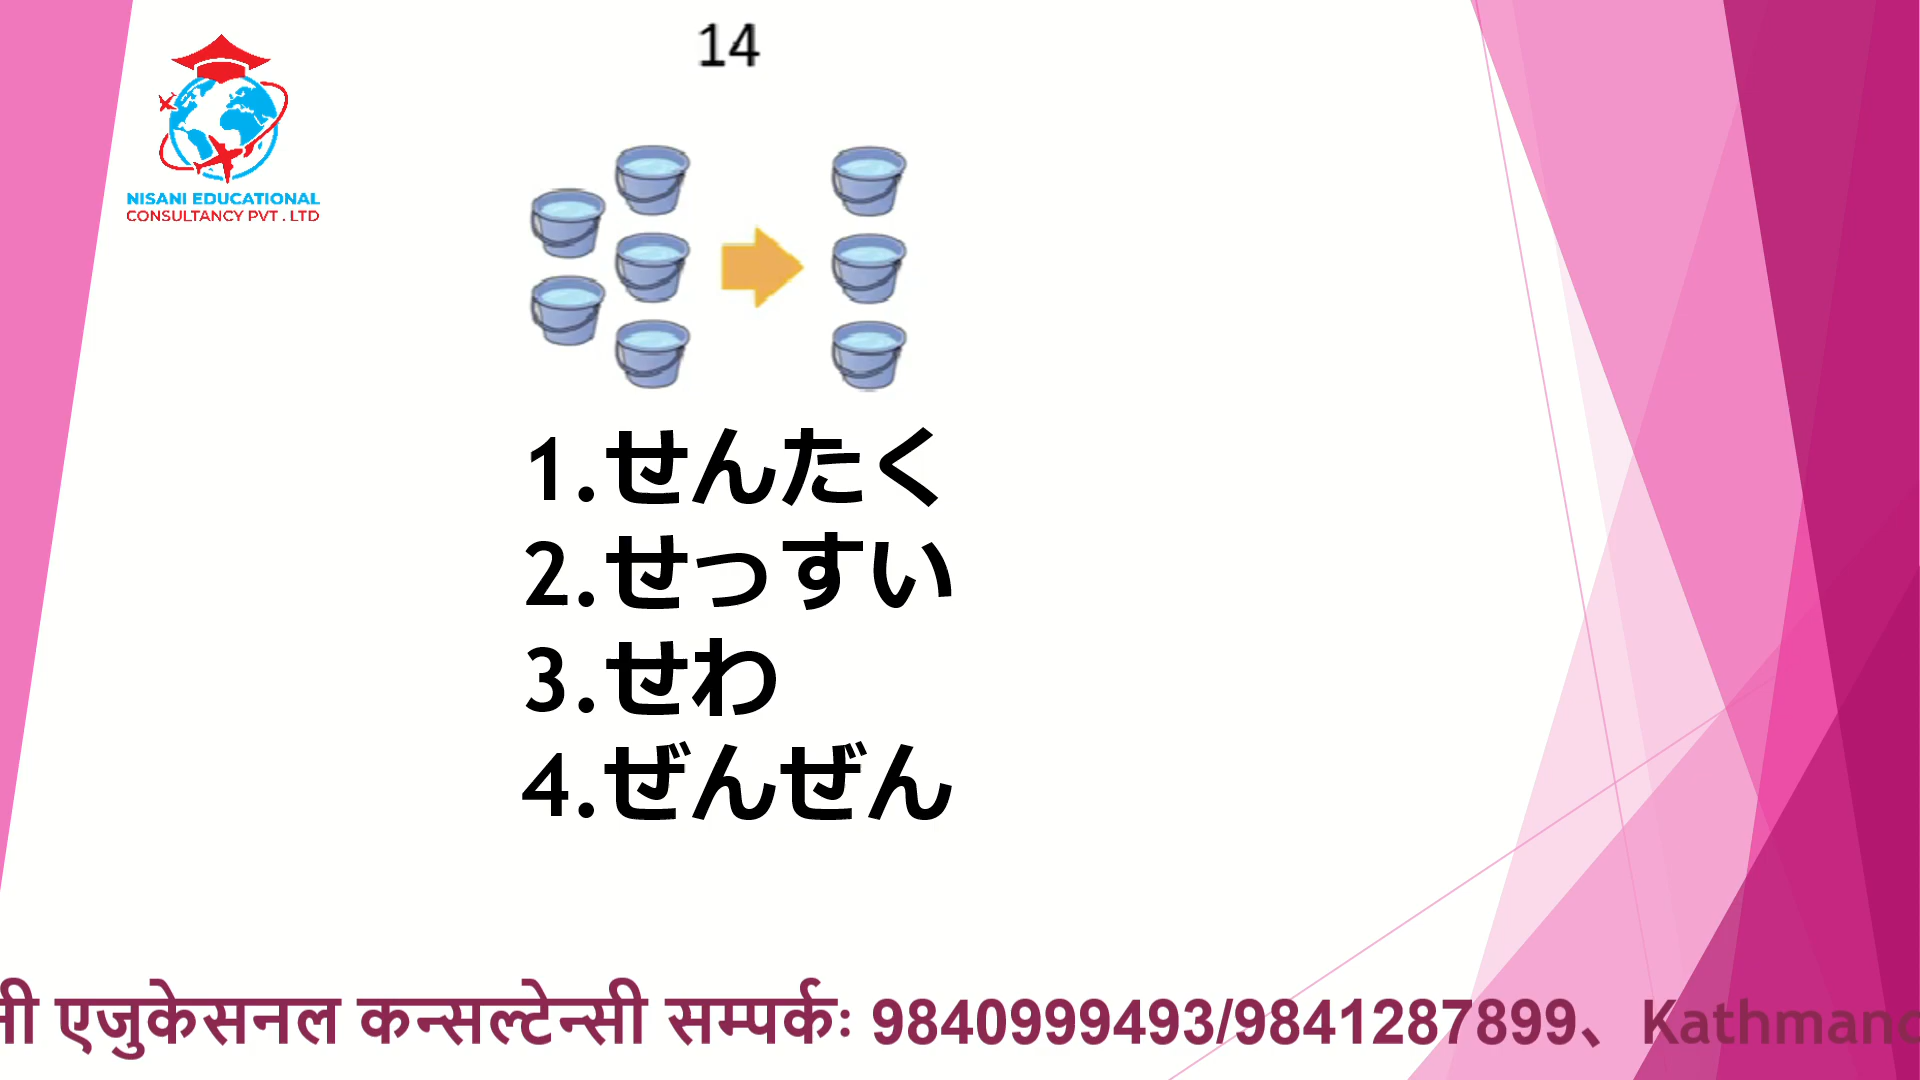 14
NISANI EDUCATIONAL
CONSULTANCY PVT . LTD
1.せんたく
2.せっすい
3.せわ
4.ぜんぜん
एजुकेसनल कन्सल्टेन्सी सम्पर्कः 9840999493/9841287899、